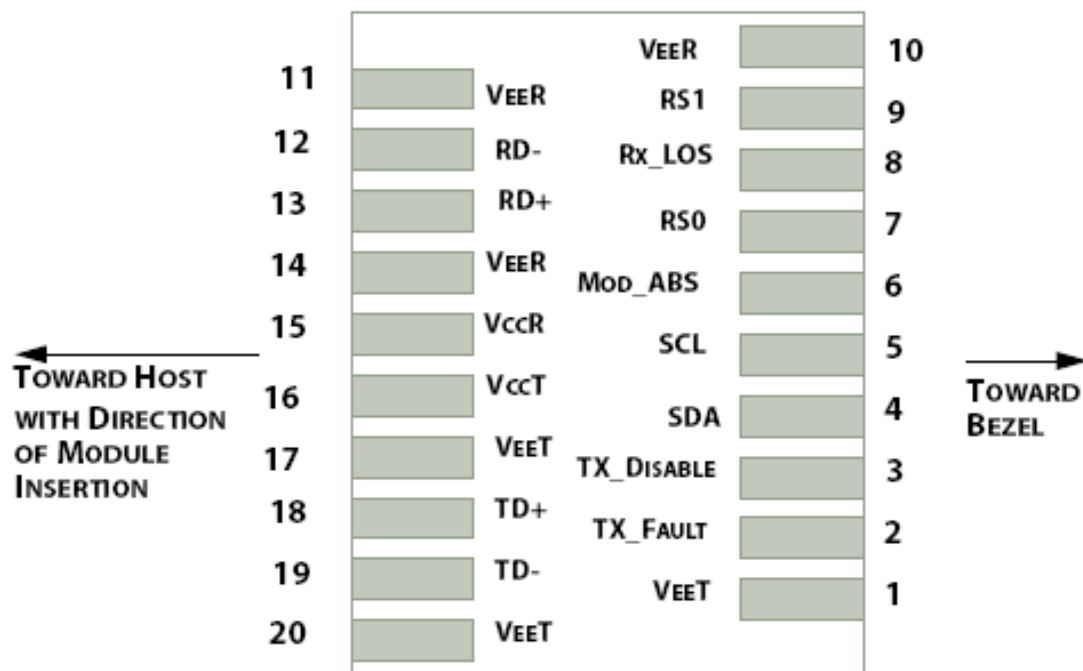 11 VEER
12 RD-
13 RD+
14 VEER
15 VCCR
16 VCCT
17 VEET
18 TD+
19 TD-
20 VEET
VEER 10
RS1 9
RX_LOS 8
RS0 7
MOD_ABS 6
SCL 5
SDA 4
TX_DISABLE 3
TX_FAULT 2
VEET 1
TOWARD HOST
WITH DIRECTION
OF MODULE
INSERTION
TOWARD
BEZEL